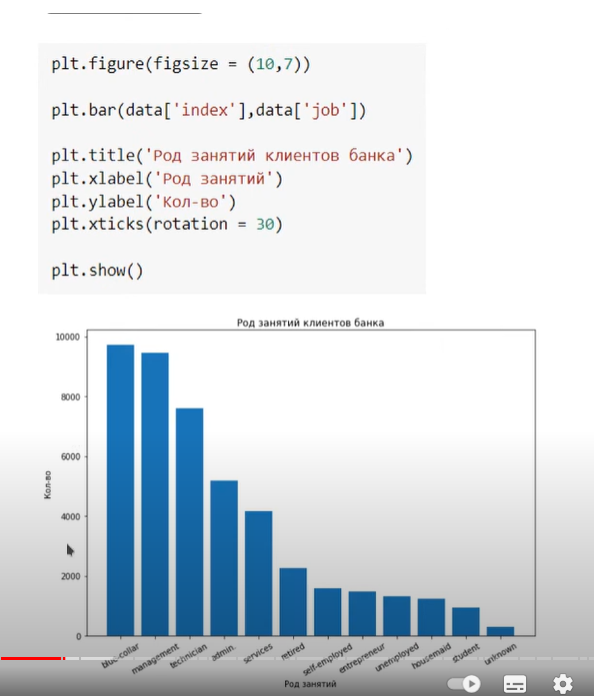 plt.figure(figsize = (10,7))
plt.bar(data['index'],data['job'])
plt.title('Род занятий клиентов банка')
plt.xlabel('Род занятий')
plt.ylabel('Кол-во')
plt.xticks(rotation = 30)
plt.show()
Род занятий клиентов банка
10000
8000
6000
4000
2000
0
Кол-во
blue-collar
management
technician
admin.
services
retired
self-employed
entrepreneur
unemployed
housemaid
student
unknown
Род занятий